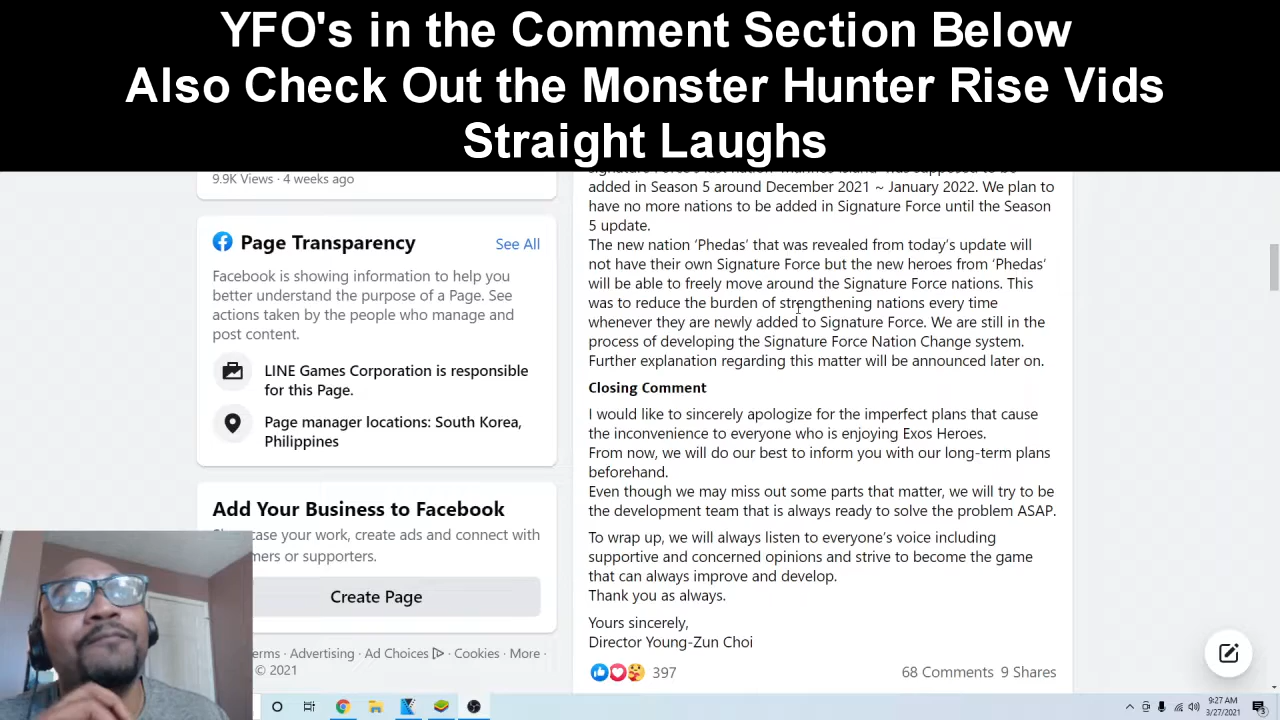 YFO's in the Comment Section Below
Also Check Out the Monster Hunter Rise Vids
Straight Laughs
9.9K Views · 4 weeks ago
Page Transparency
See All
Facebook is showing information to help you
better understand the purpose of a Page. See
actions taken by the people who manage and
post content.
LINE Games Corporation is responsible
for this Page.
Page manager locations: South Korea,
Philippines
Add Your Business to Facebook
case your work, create ads and connect with
or supporters.
Create Page
Advertising · Ad Choices · Cookies · More ·
© 2021
added in Season 5 around December 2021 ~ January 2022. We plan to
have no more nations to be added in Signature Force until the Season
5 update.
The new nation ‘Phedas’ that was revealed from today’s update will
not have their own Signature Force but the new heroes from ‘Phedas’
will be able to freely move around the Signature Force nations. This
was to reduce the burden of strengthening nations every time
whenever they are newly added to Signature Force. We are still in the
process of developing the Signature Force Nation Change system.
Further explanation regarding this matter will be announced later on.
Closing Comment
I would like to sincerely apologize for the imperfect plans that cause
the inconvenience to everyone who is enjoying Exos Heroes.
From now, we will do our best to inform you with our long-term plans
beforehand.
Even though we may miss out some parts that matter, we will try to be
the development team that is always ready to solve the problem ASAP.
To wrap up, we will always listen to everyone’s voice including
supportive and concerned opinions and strive to become the game
that can always improve and develop.
Thank you as always.
Yours sincerely,
Director Young-Zun Choi
397
68 Comments 9 Shares
9:27 AM
3/27/2021